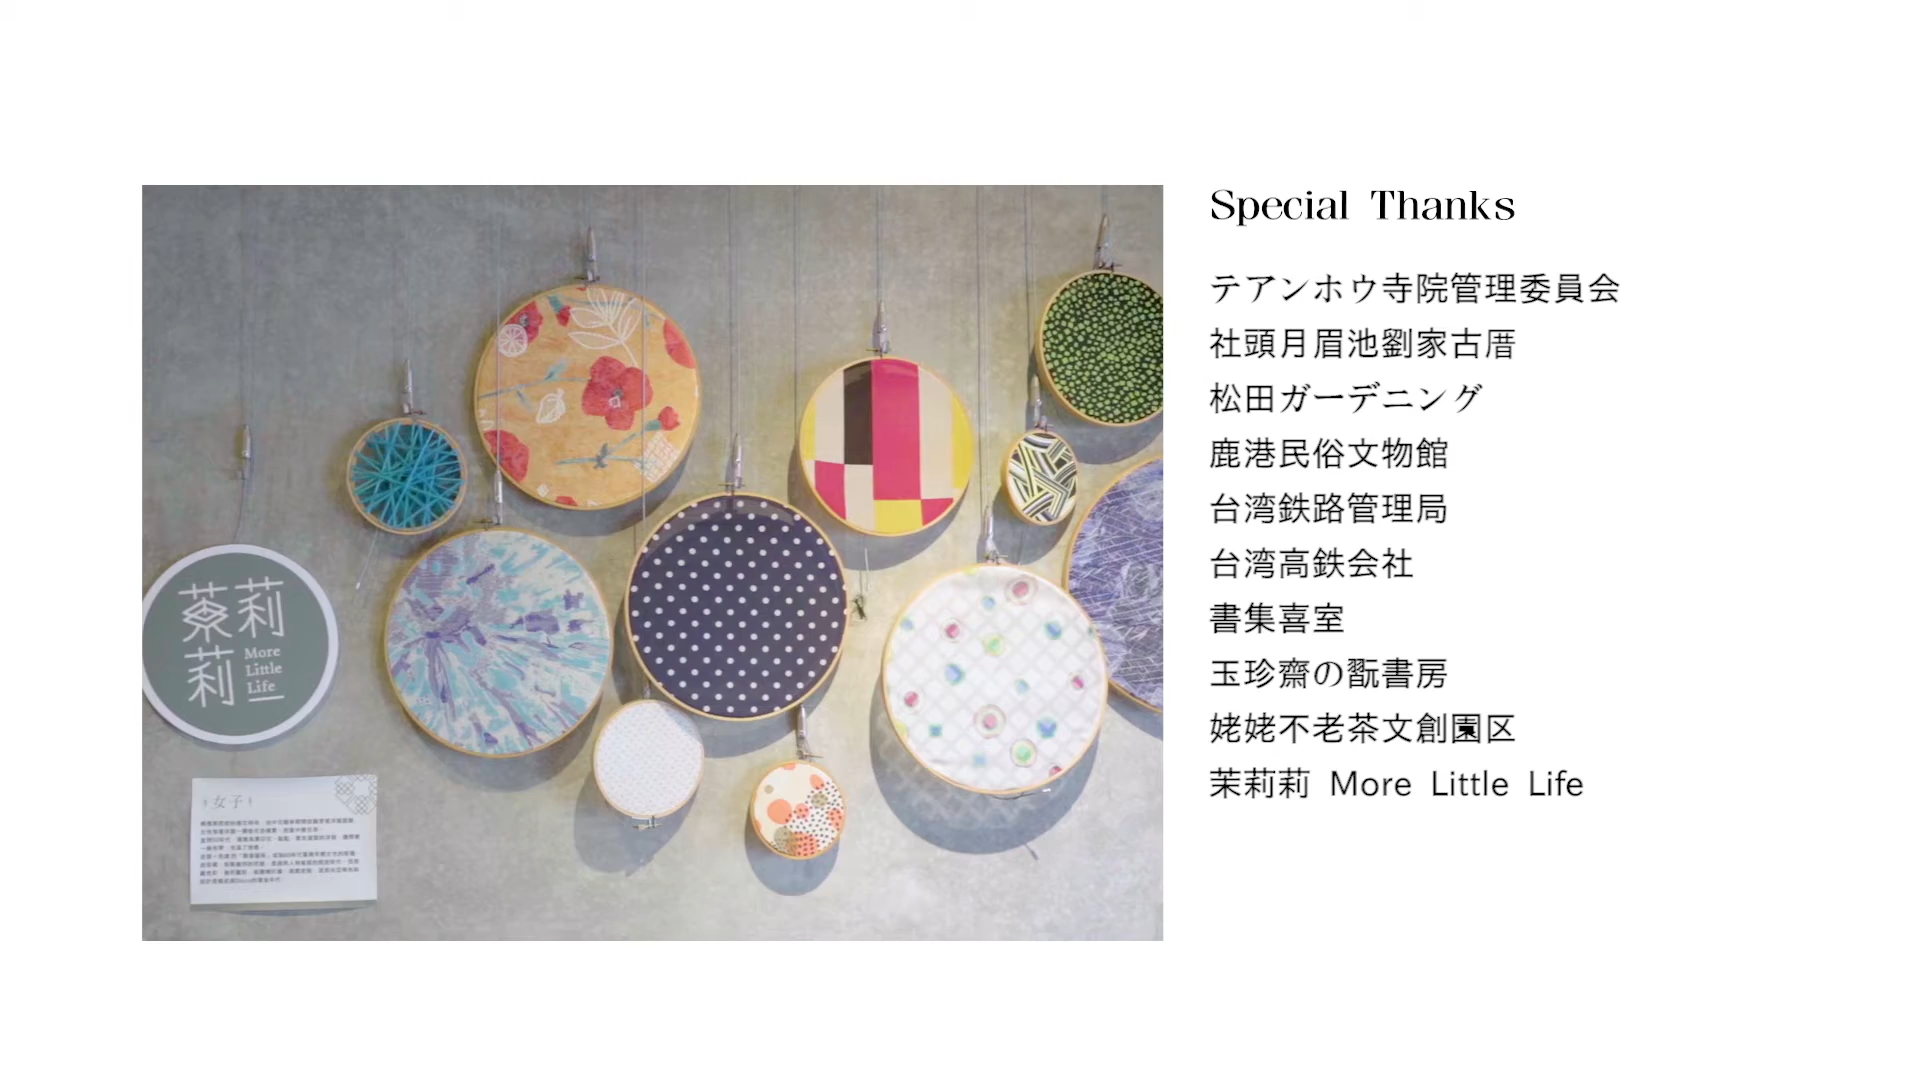 茶莉
莉
More
Little
Life
女子
Special Thanks
テアンホウ寺院管理委員会
社頭月眉池劉家古厝
松田ガーデニング
鹿港民俗文物館
台湾鉄路管理局
台湾高鉄会社
書集喜室
玉珍齋の翫書房
姥姥不老茶文創園区
茉莉莉 More Little Life